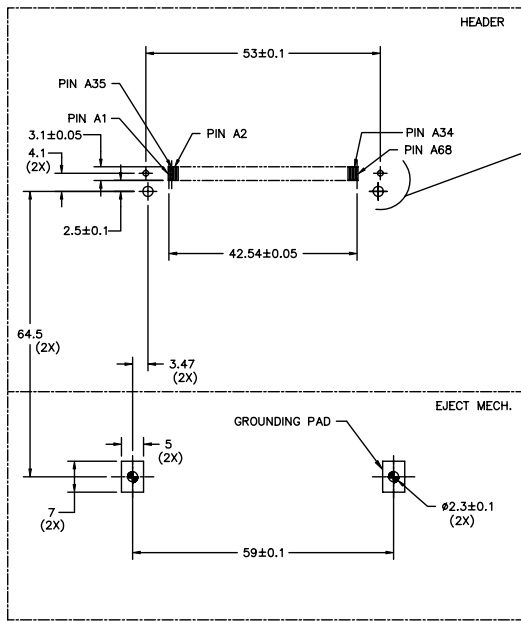 HEADER
53±0.1
PIN A35
PIN A1
PIN A2
PIN A34
PIN A68
3.1±0.05
4.1
(2X)
2.5±0.1
42.54±0.05
64.5
(2X)
3.47
(2X)
EJECT MECH.
GROUNDING PAD
5
(2X)
7
(2X)
ø2.3±0.1
(2X)
59±0.1